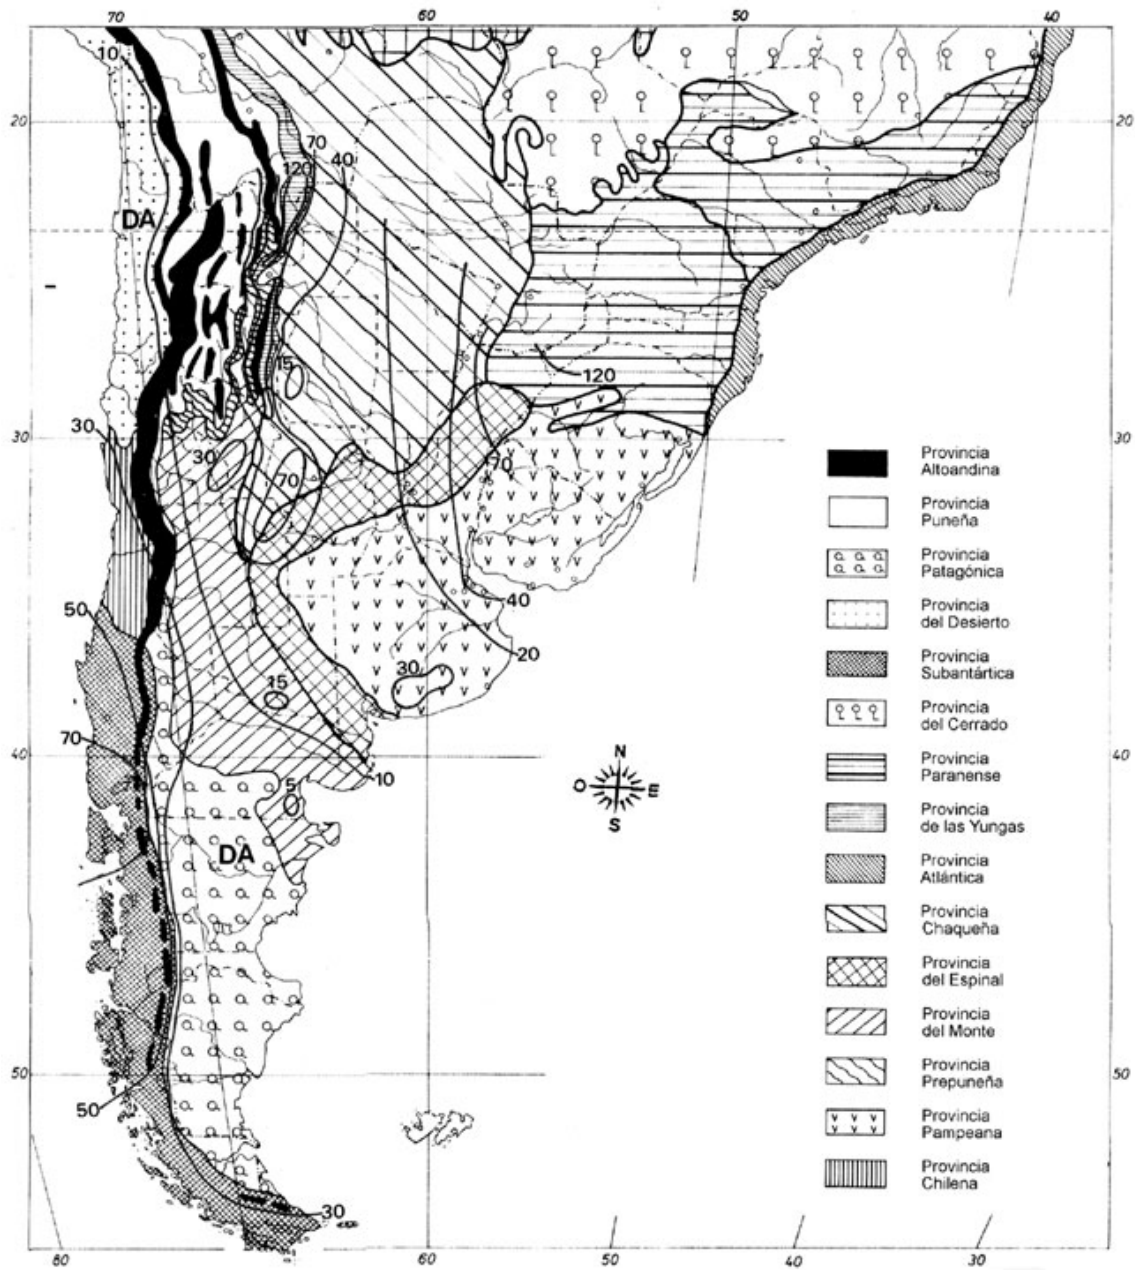 70
60
50
40
10
20
20
70
40
120
DA
15
120
30
30
30
30
70
70
50
40
20
30
15
70
40
40
10
5
N
O
E
S
DA
50
50
50
30
80
60
50
40
30
Provincia
Altoandina
Provincia
Puneña
Provincia
Patagónica
Provincia
del Desierto
Provincia
Subantártica
Provincia
del Cerrado
Provincia
Paranense
Provincia
de las Yungas
Provincia
Atlántica
Provincia
Chaqueña
Provincia
del Espinal
Provincia
del Monte
Provincia
Prepuneña
Provincia
Pampeana
Provincia
Chilena